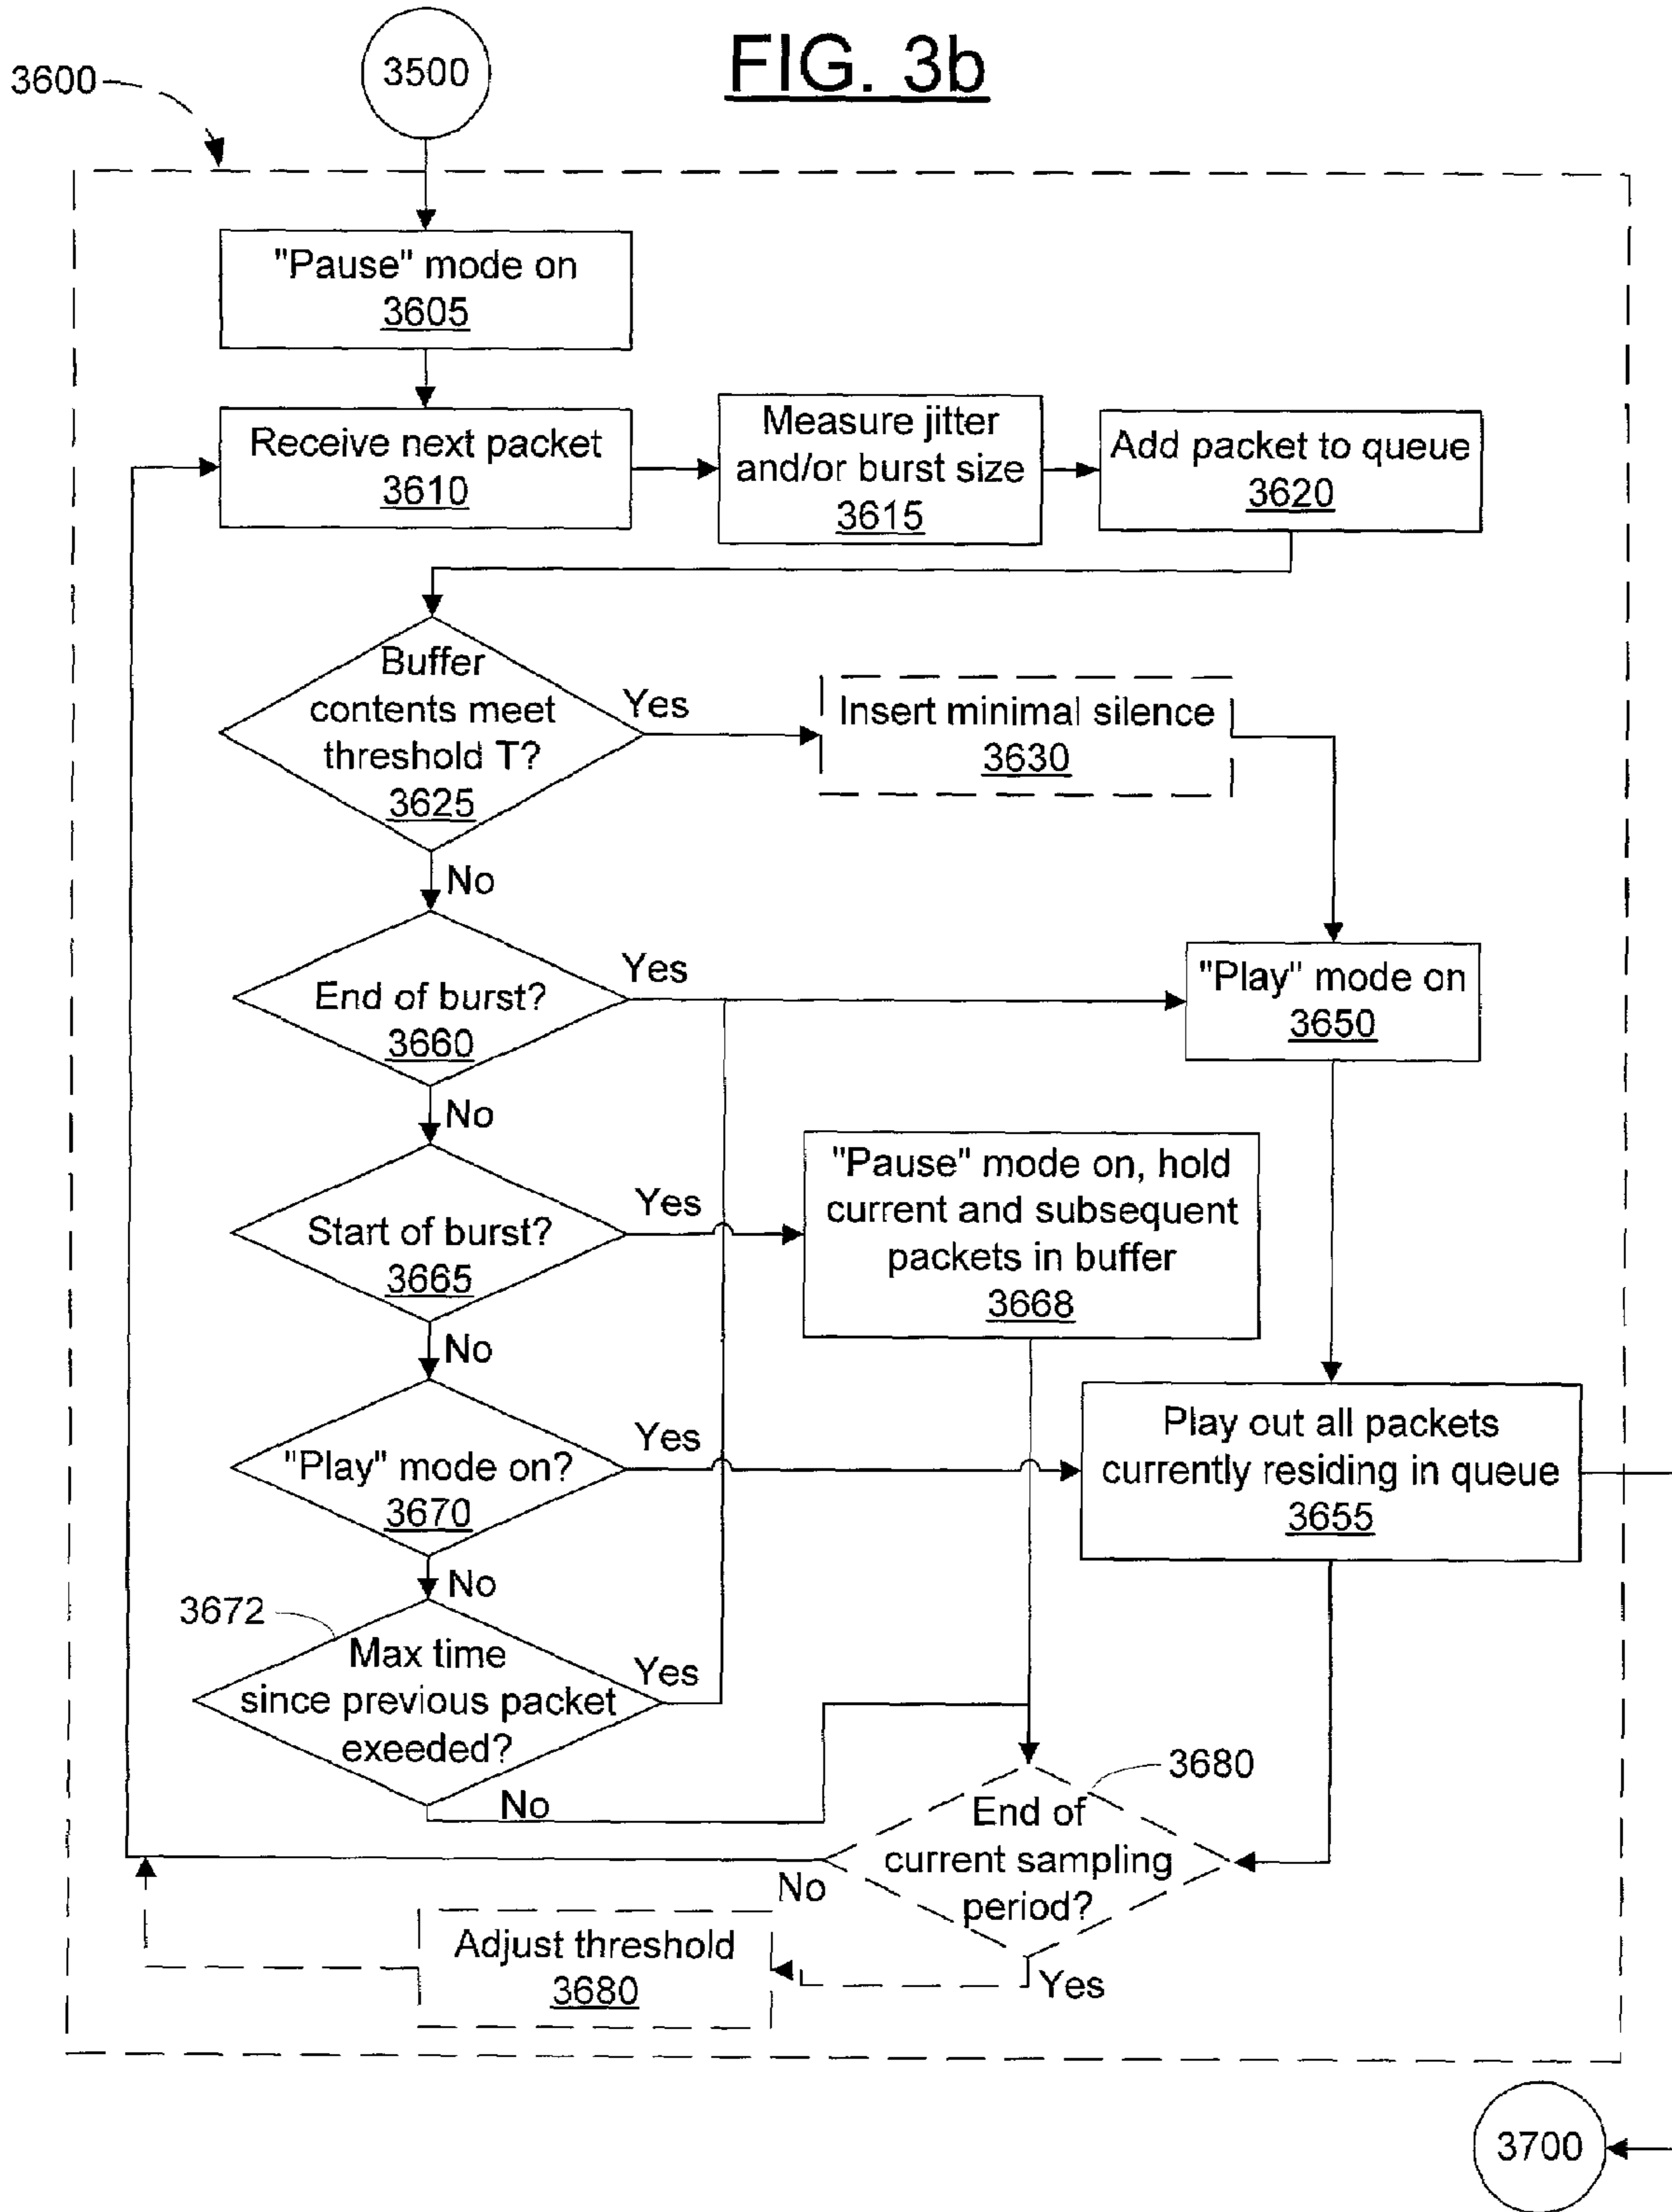 FIG. 3b
3600
3500
"Pause" mode on
3605
Receive next packet
3610
Measure jitter
and/or burst size
3615
Add packet to queue
3620
Buffer
contents meet
threshold T?
3625
Yes
No
Insert minimal silence
3630
End of burst?
3660
Yes
No
"Play" mode on
3650
Start of burst?
3665
Yes
No
"Pause" mode on, hold
current and subsequent
packets in buffer
3668
"Play" mode on?
3670
Yes
No
Play out all packets
currently residing in queue
3655
3672
Max time
since previous packet
exeeded?
Yes
No
3680
End of
current sampling
period?
No
Yes
Adjust threshold
3680
3700